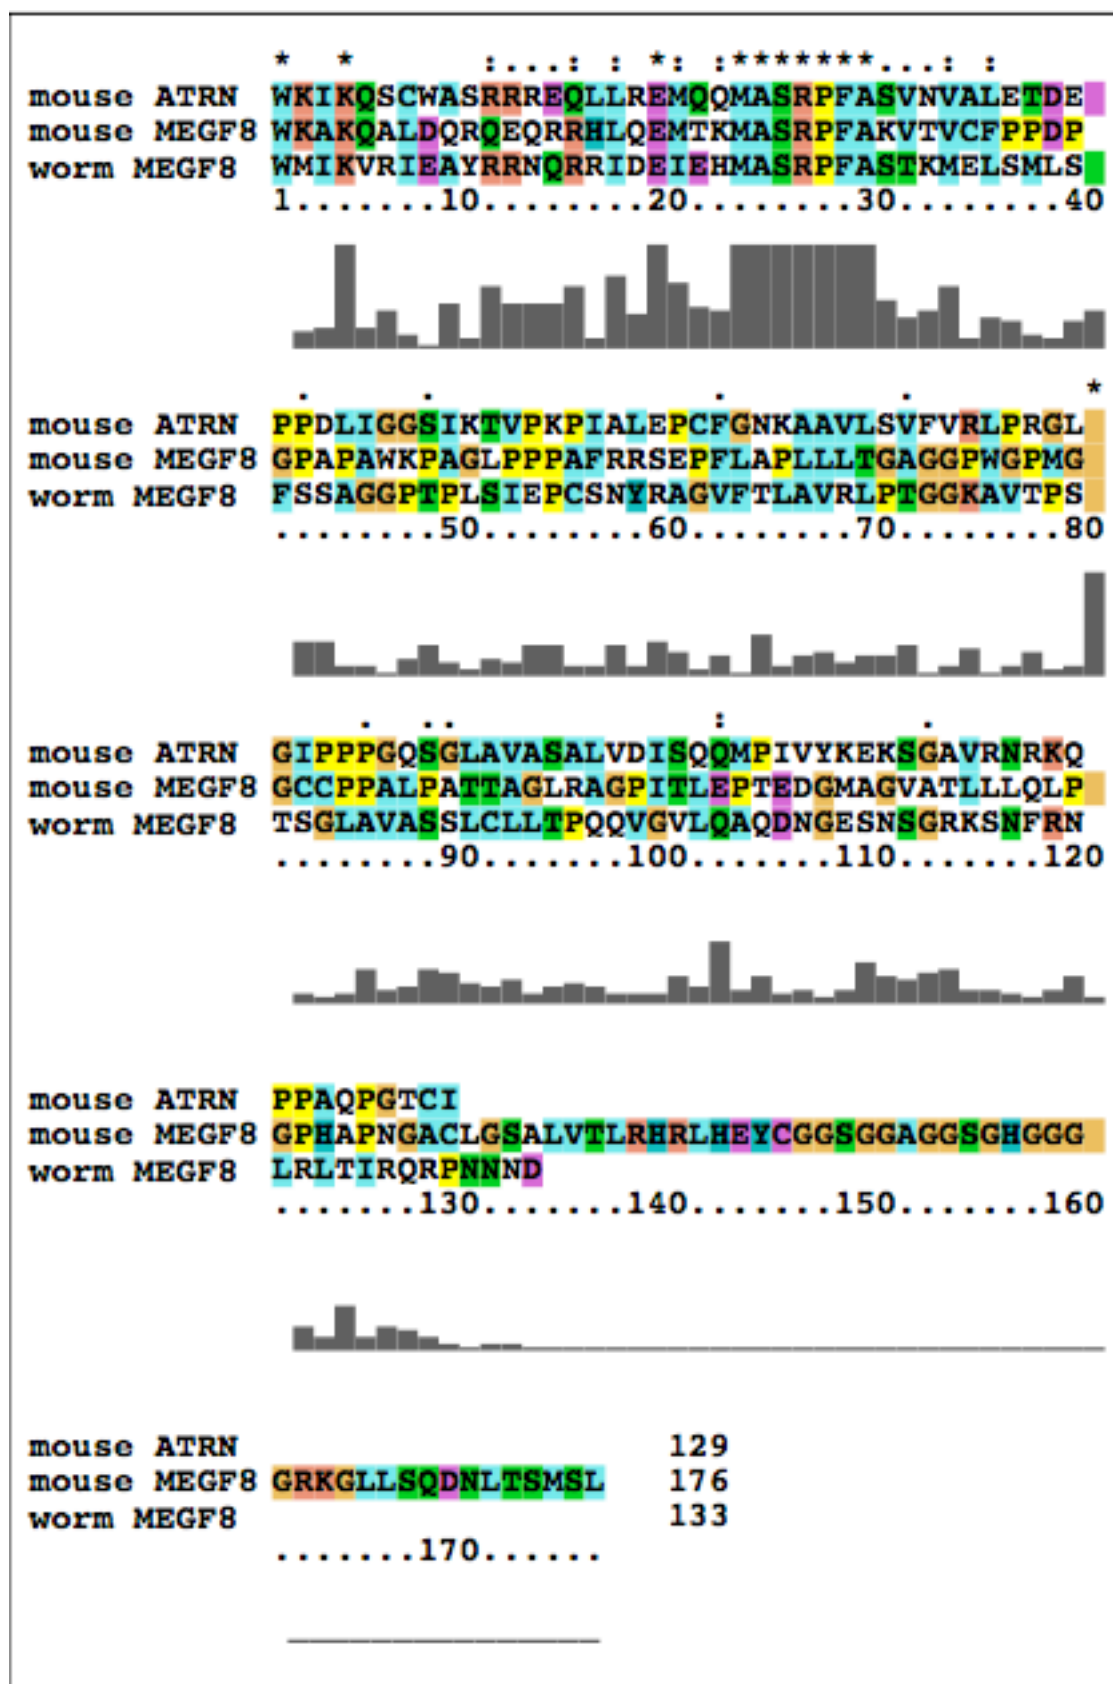 *  *      :...: : *: :*******...: :
mouse ATRN WKIKQSCWASRRREQLLREMQQMASRPFASVNVALETDE
mouse MEGF8 WKAKQALDQRQEQRRHLQEMTKMASRPFAKVTVCFPPDP
worm MEGF8 WMIKVRIEAYRRNQRRIDEIEHMASRPFASTKMELSMLS
1.......10........20........30........40
. . . . *
mouse ATRN PPDLIGGSIKTVPKPIALEPCFGNKAAVLSVFVRLPRGL
mouse MEGF8 GPAPAWKPAGLPPPAFRRSEPFLAPLLLTGAGGPWGPMG
worm MEGF8 FSSAGGPTPLSIEPCSNYRAGVFTLAVRLPTGGKAVTPS
........50........60........70........80
. .. : .
mouse ATRN GIPPPGQSGLAVASALVDISQQMPIVYKEKSGAVRNRKQ
mouse MEGF8 GCCPPALPATTAGLRAGPITLEPTEDGMAGVATLLLQLP
worm MEGF8 TSGLAVASSLCLLTPQQVGVLQAQDNGESNSGRKSNFRN
........90.......100.......110.......120
mouse ATRN PPAQPGTCI
mouse MEGF8 GPHAPNGACLGSALVTLRHRLHEYCGGSGGAGGSGHGGG
worm MEGF8 LRLTIRQRPNNND
.......130.......140.......150.......160
mouse ATRN 129
mouse MEGF8 GRKGLLSQDNLTSMSL 176
worm MEGF8 133
.......170......